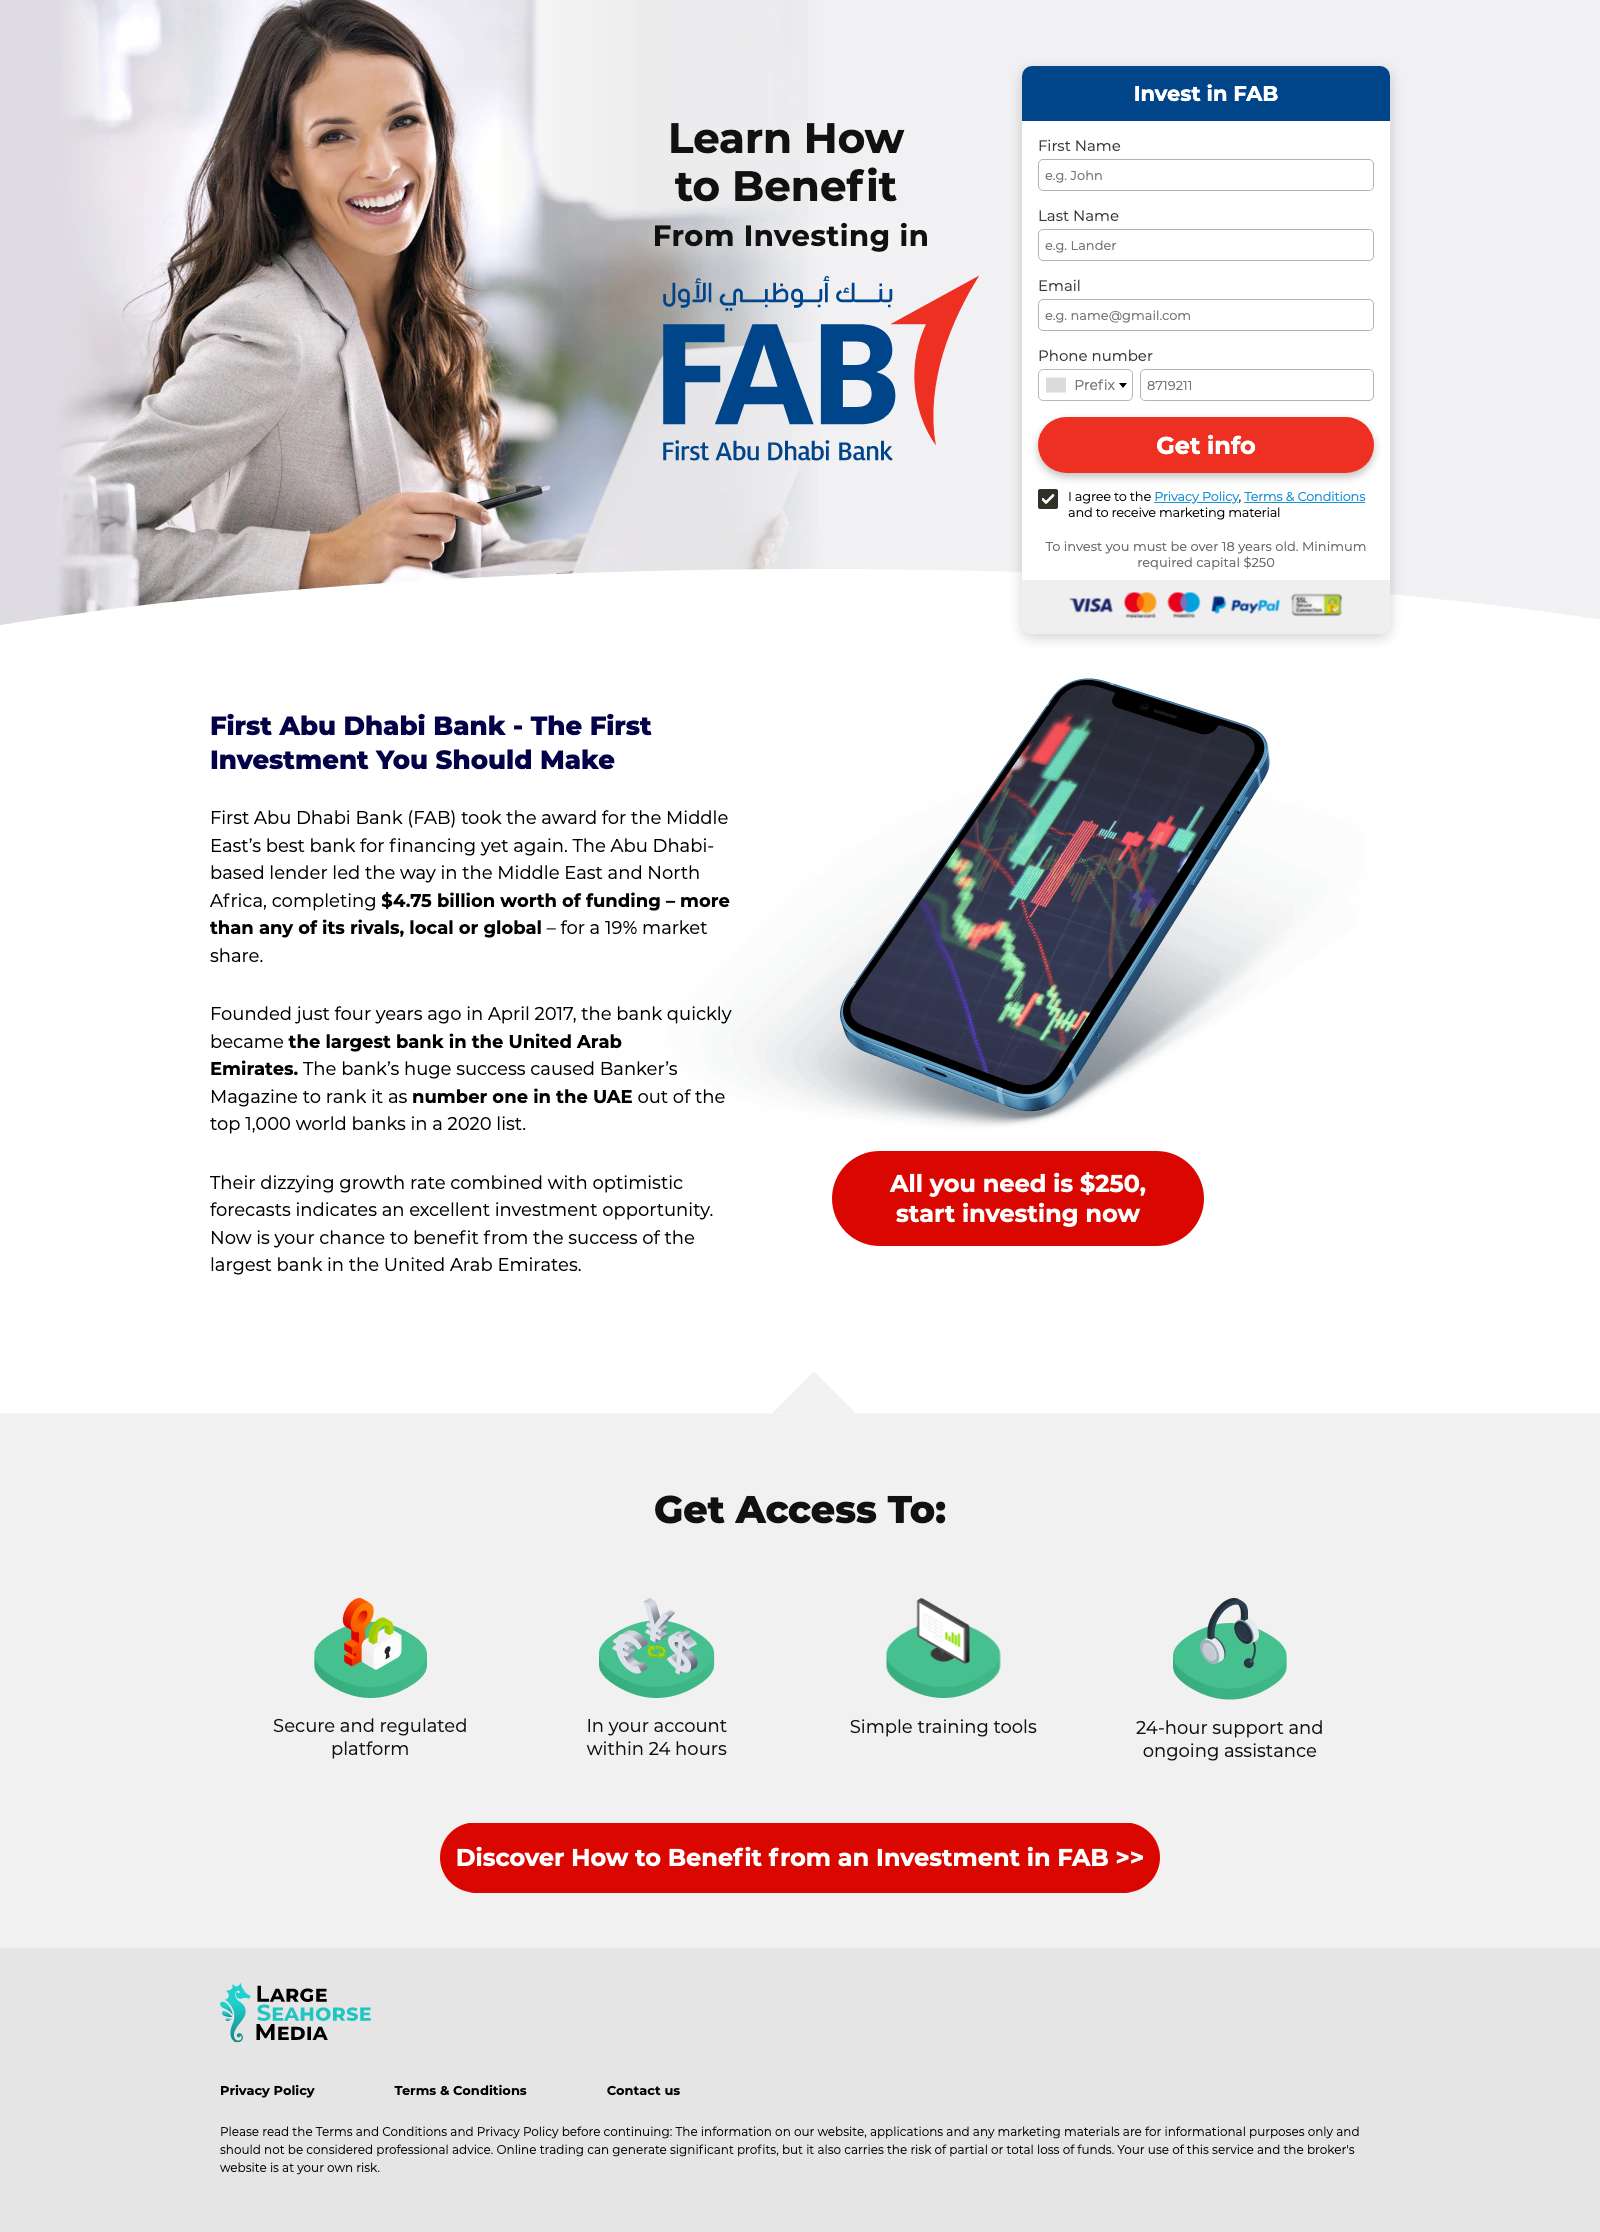 Learn How
to Benefit
From Investing in
بنك أبوظبي الأول
FAB
First Abu Dhabi Bank
Invest in FAB
First Name
e.g. John
Last Name
e.g. Lander
Email
e.g. name@gmail.com
Phone number
Prefix 8719211
Get info
I agree to the Privacy Policy, Terms & Conditions
and to receive marketing material
To invest you must be over 18 years old. Minimum
required capital $250
VISA mastercard maestro PayPal SSL Secure Connection
First Abu Dhabi Bank - The First
Investment You Should Make
First Abu Dhabi Bank (FAB) took the award for the Middle
East’s best bank for financing yet again. The Abu Dhabi-
based lender led the way in the Middle East and North
Africa, completing $4.75 billion worth of funding – more
than any of its rivals, local or global – for a 19% market
share.
Founded just four years ago in April 2017, the bank quickly
became the largest bank in the United Arab
Emirates. The bank’s huge success caused Banker’s
Magazine to rank it as number one in the UAE out of the
top 1,000 world banks in a 2020 list.
Their dizzying growth rate combined with optimistic
forecasts indicates an excellent investment opportunity.
Now is your chance to benefit from the success of the
largest bank in the United Arab Emirates.
All you need is $250,
start investing now
Get Access To:
Secure and regulated
platform
In your account
within 24 hours
Simple training tools
24-hour support and
ongoing assistance
Discover How to Benefit from an Investment in FAB >>
LARGE
SEAHORSE
MEDIA
Privacy Policy
Terms & Conditions
Contact us
Please read the Terms and Conditions and Privacy Policy before continuing: The information on our website, applications and any marketing materials are for informational purposes only and
should not be considered professional advice. Online trading can generate significant profits, but it also carries the risk of partial or total loss of funds. Your use of this service and the broker's
website is at your own risk.